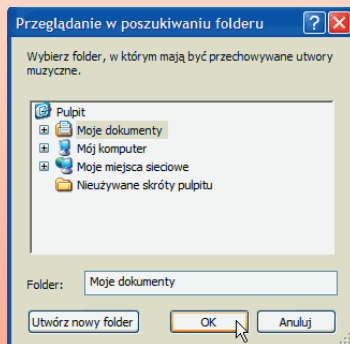 Przeglądanie w poszukiwaniu folderu
Wybierz folder, w którym mają być przechowywane utwory
muzyczne.
Pulpit
Moje dokumenty
Mój komputer
Moje miejsca sieciowe
Nieużywane skróty pulpitu
Folder: Moje dokumenty
Utwórz nowy folder OK Anuluj